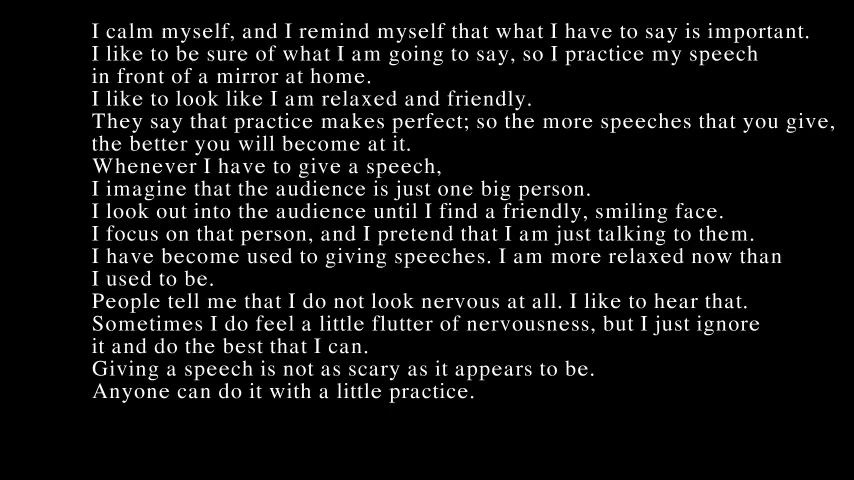 I calm myself, and I remind myself that what I have to say is important.
I like to be sure of what I am going to say, so I practice my speech
in front of a mirror at home.
I like to look like I am relaxed and friendly.
They say that practice makes perfect; so the more speeches that you give,
the better you will become at it.
Whenever I have to give a speech,
I imagine that the audience is just one big person.
I look out into the audience until I find a friendly, smiling face.
I focus on that person, and I pretend that I am just talking to them.
I have become used to giving speeches. I am more relaxed now than
I used to be.
People tell me that I do not look nervous at all. I like to hear that.
Sometimes I do feel a little flutter of nervousness, but I just ignore
it and do the best that I can.
Giving a speech is not as scary as it appears to be.
Anyone can do it with a little practice.